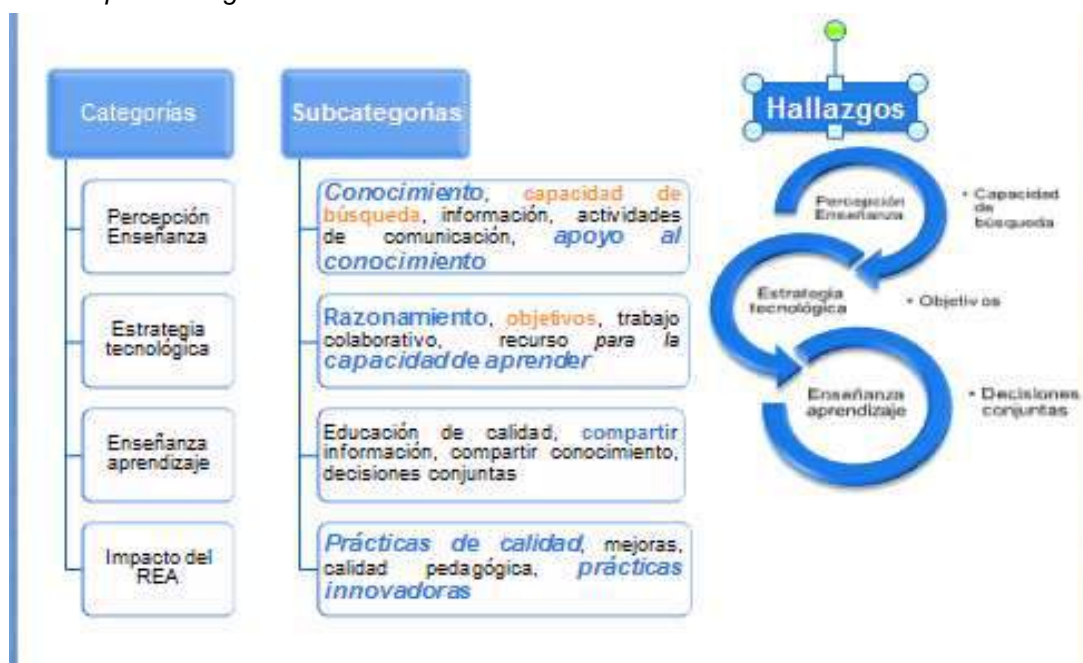 Categorías
Percepción
Enseñanza
Estrategia
tecnológica
Enseñanza
aprendizaje
Impacto del
REA
Subcategorías
Conocimiento, capacidad de
búsqueda, información, actividades
de comunicación, apoyo al
conocimiento
Razonamiento, objetivos, trabajo
colaborativo, recurso para la
capacidad de aprender
Educación de calidad, compartir
información, compartir conocimiento,
decisiones conjuntas
Prácticas de calidad, mejoras,
calidad pedagógica, prácticas
innovadoras
Hallazgos
Percepción
Enseñanza
• Capacidad
de
búsqueda
Estrategia
tecnológica
• Objetivos
Enseñanza
aprendizaje
• Decisiones
conjuntas